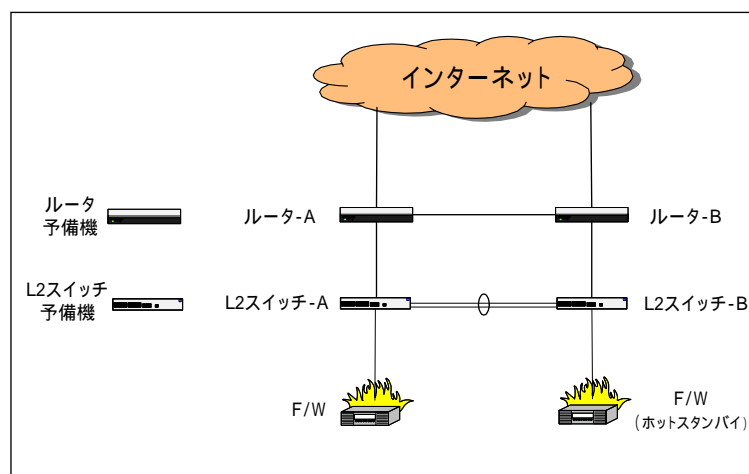 インターネット
ルータ
予備機
ルータ-A
ルータ-B
L2スイッチ
予備機
L2スイッチ-A
L2スイッチ-B
F/W
F/W
(ホットスタンバイ)